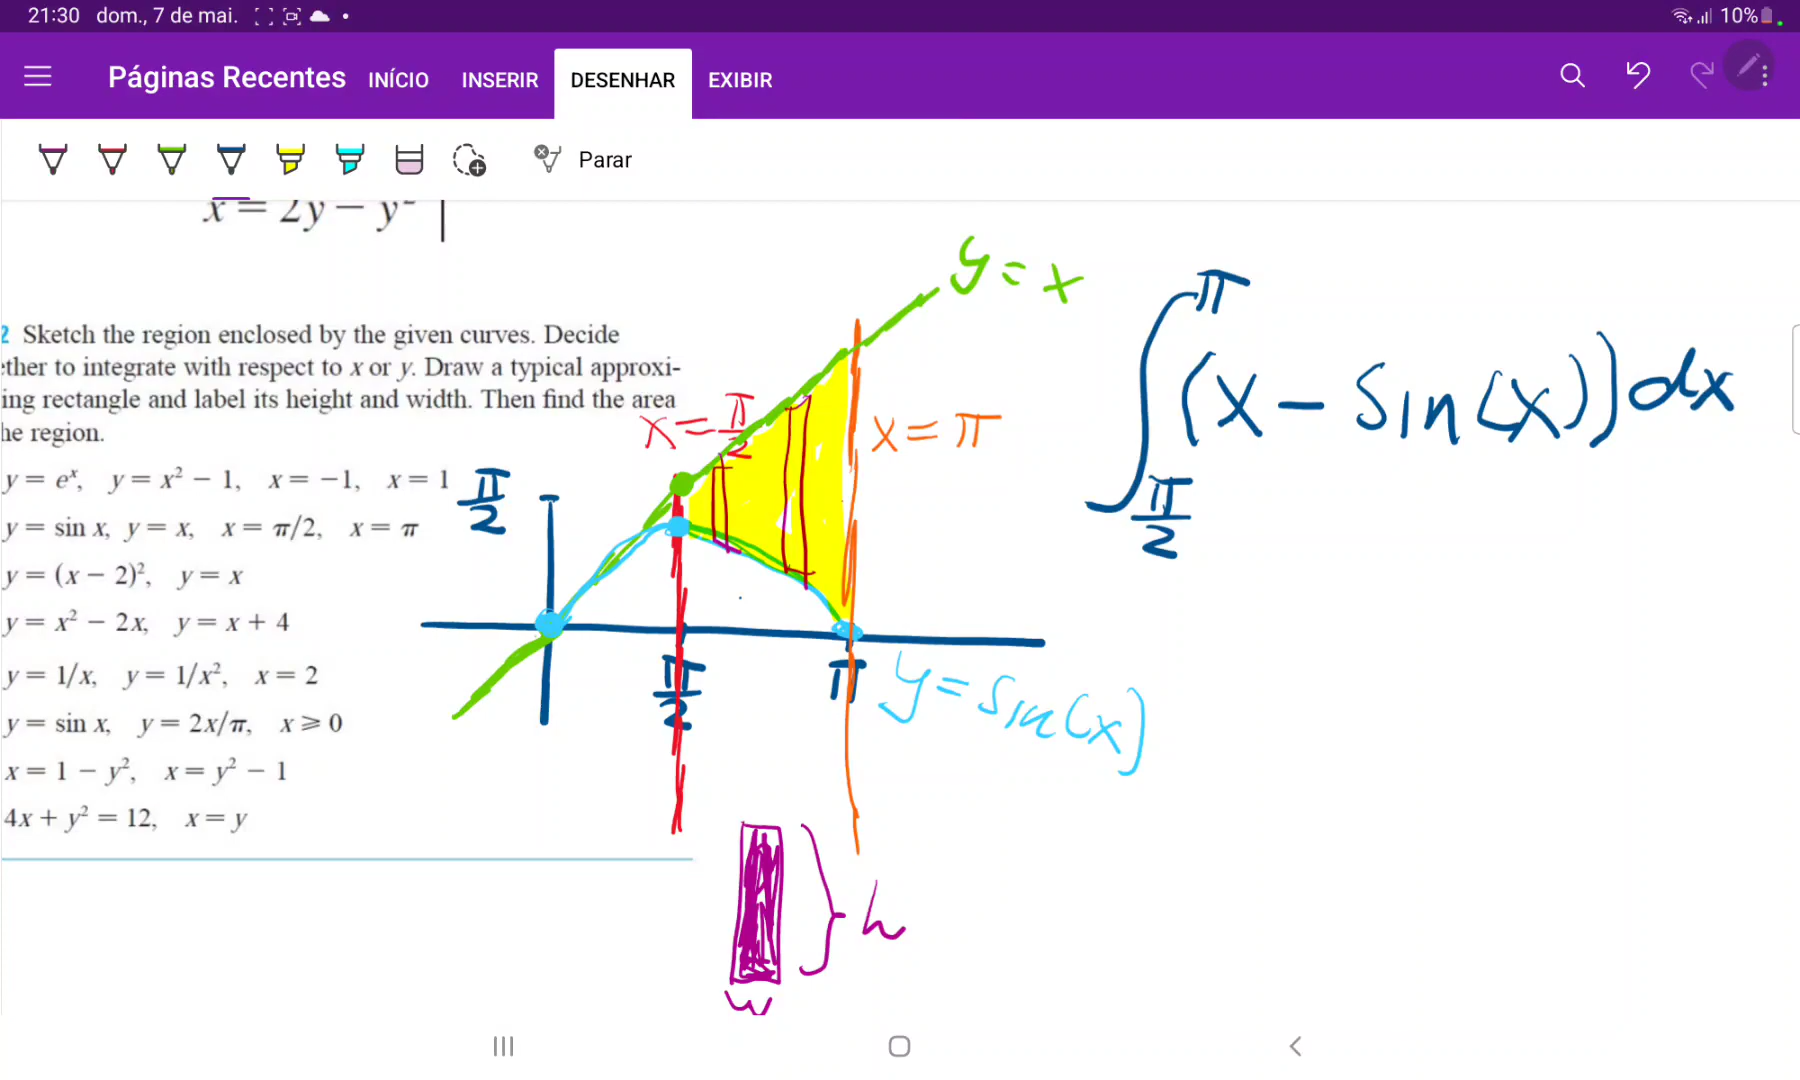 21:30 dom., 7 de mai. 10%
Páginas Recentes INÍCIO INSERIR DESENHAR EXIBIR
Parar
x = 2y − y²
2 Sketch the region enclosed by the given curves. Decide
ether to integrate with respect to x or y. Draw a typical approxi-
ing rectangle and label its height and width. Then find the area
he region.
y = eˣ, y = x² − 1, x = −1, x = 1
y = sin x, y = x, x = π/2, x = π
y = (x − 2)², y = x
y = x² − 2x, y = x + 4
y = 1/x, y = 1/x², x = 2
y = sin x, y = 2x/π, x ⩾ 0
x = 1 − y², x = y² − 1
4x + y² = 12, x = y
y = x
x = π/2
x = π
π/2
π/2
π
y = sin(x)
h
w
∫_{π/2}^{π} (x − sin(x)) dx